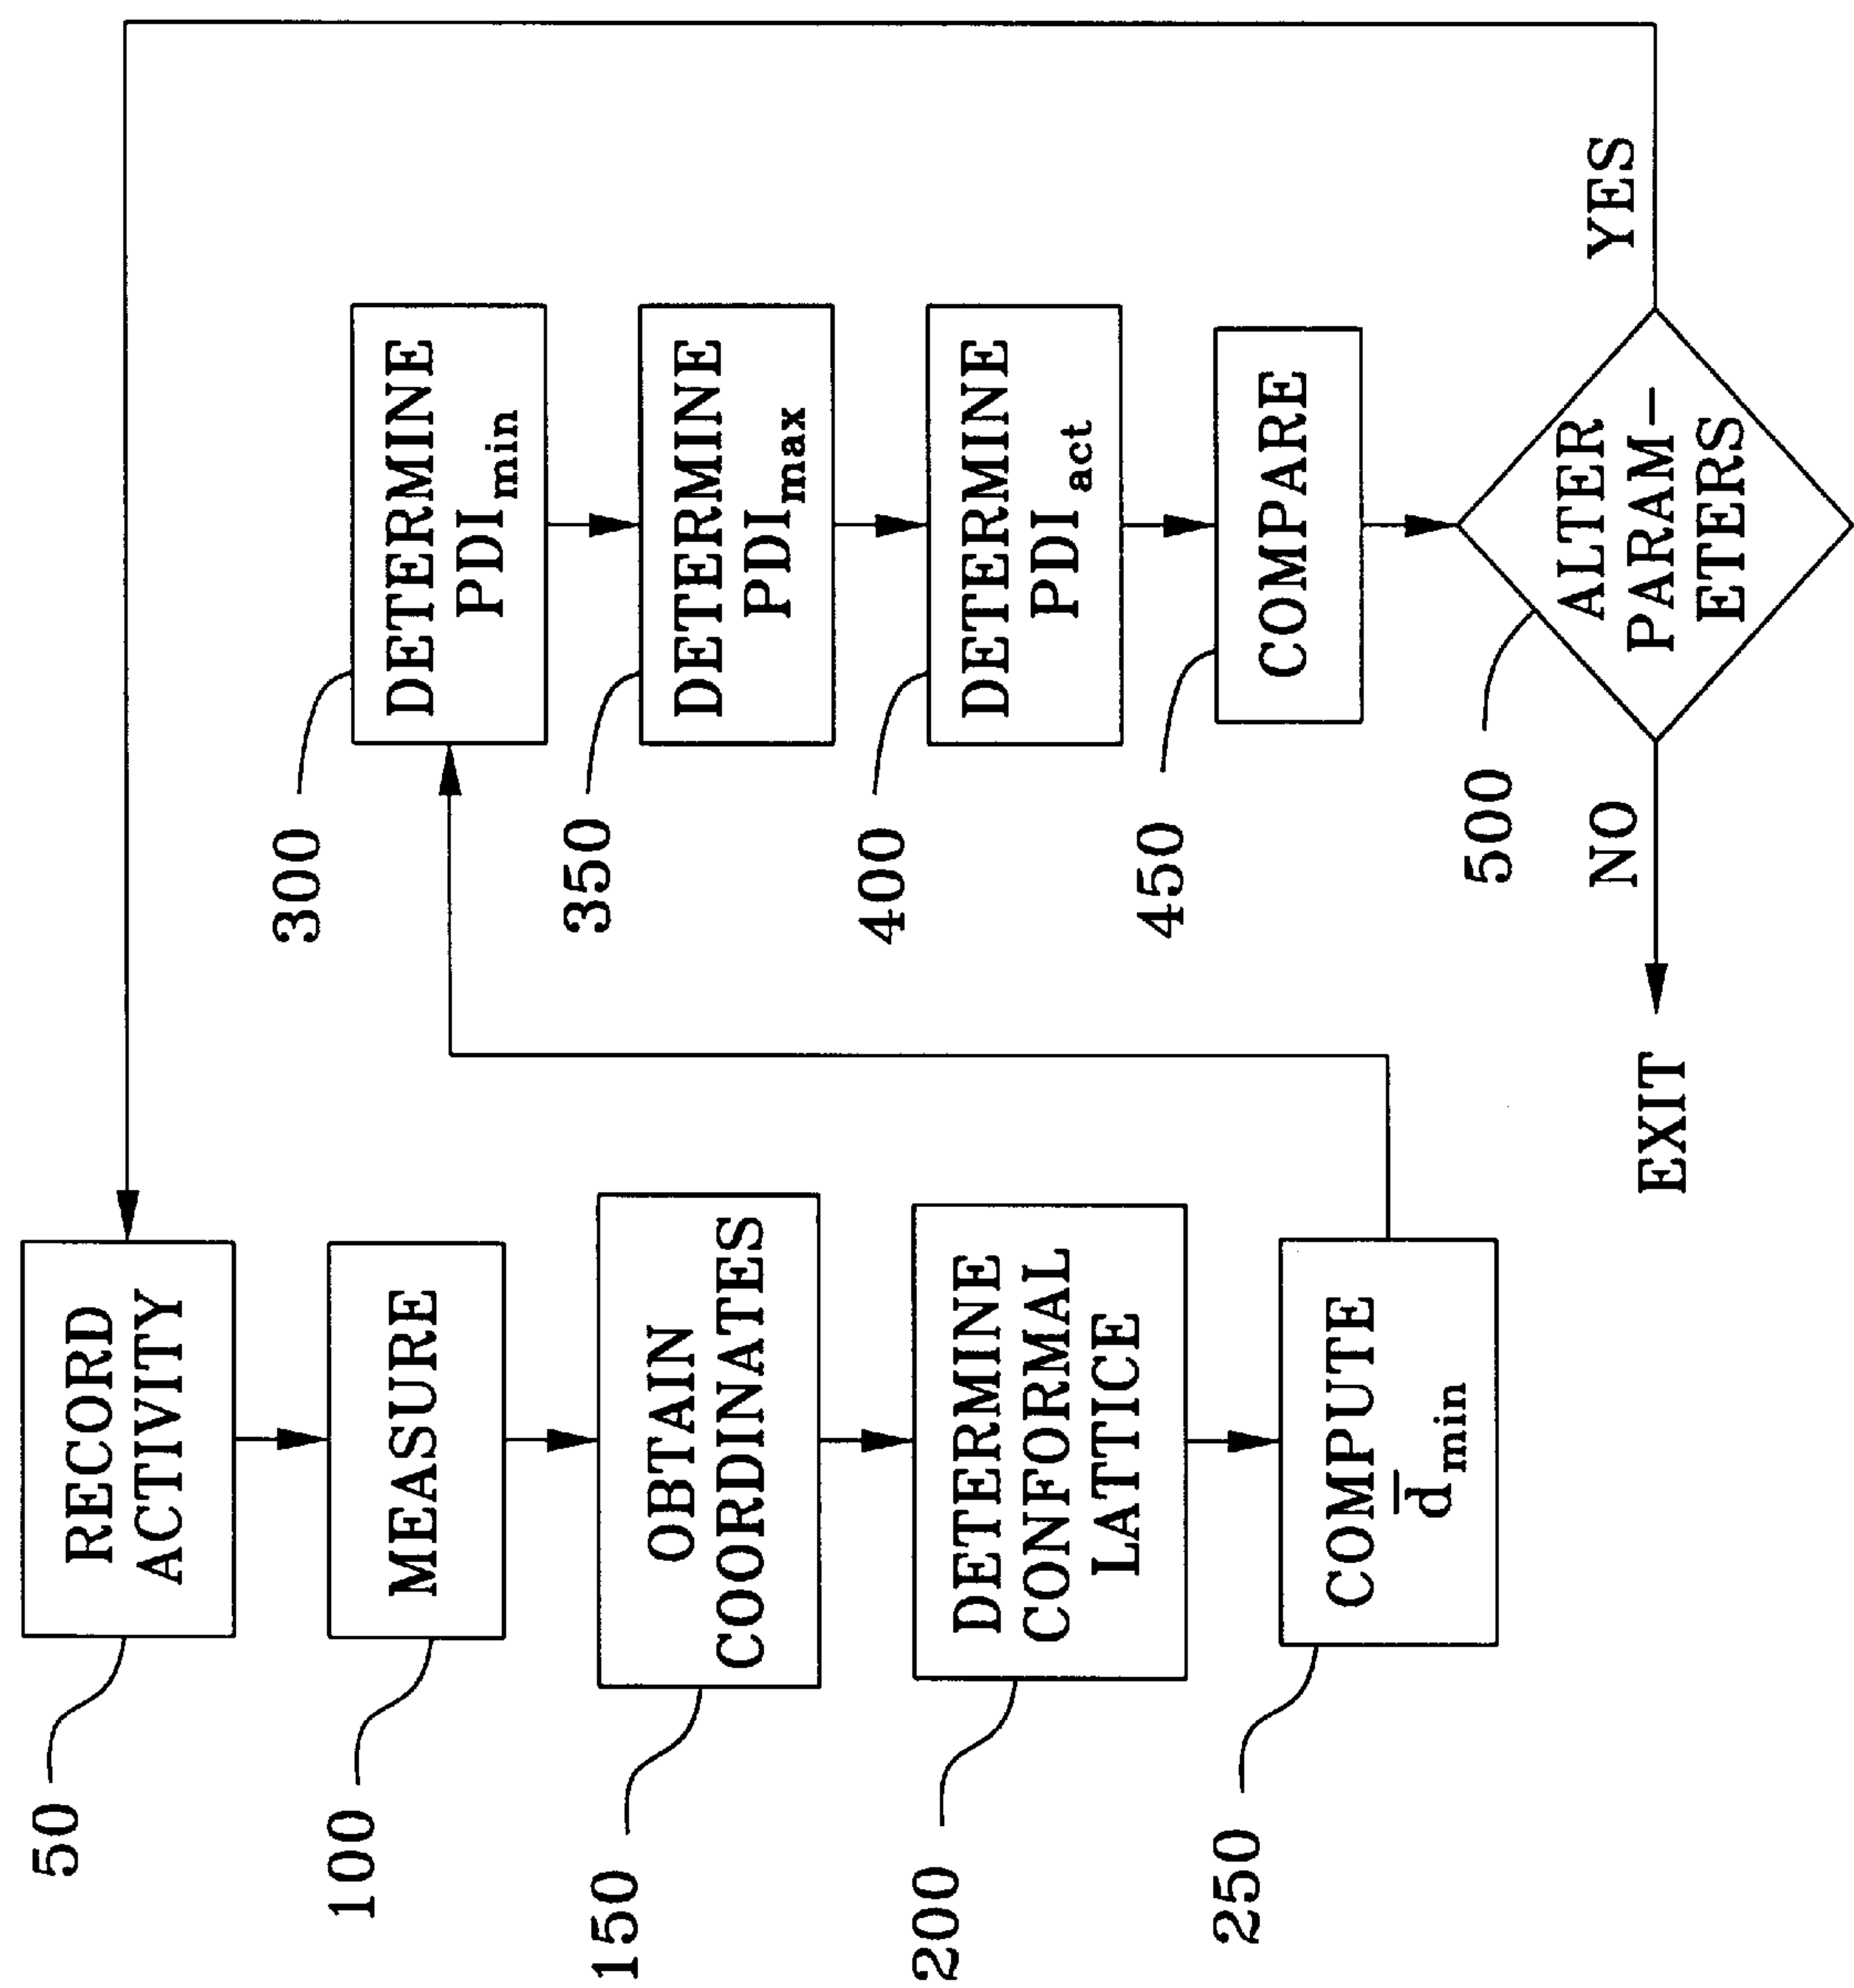 50
RECORD
ACTIVITY
100
MEASURE
150
OBTAIN
COORDINATES
200
DETERMINE
CONFORMAL
LATTICE
250
COMPUTE
d̅min
300
DETERMINE
PDImin
350
DETERMINE
PDImax
400
DETERMINE
PDIact
450
COMPARE
500
ALTER
PARAM-
ETERS
YES
NO
EXIT